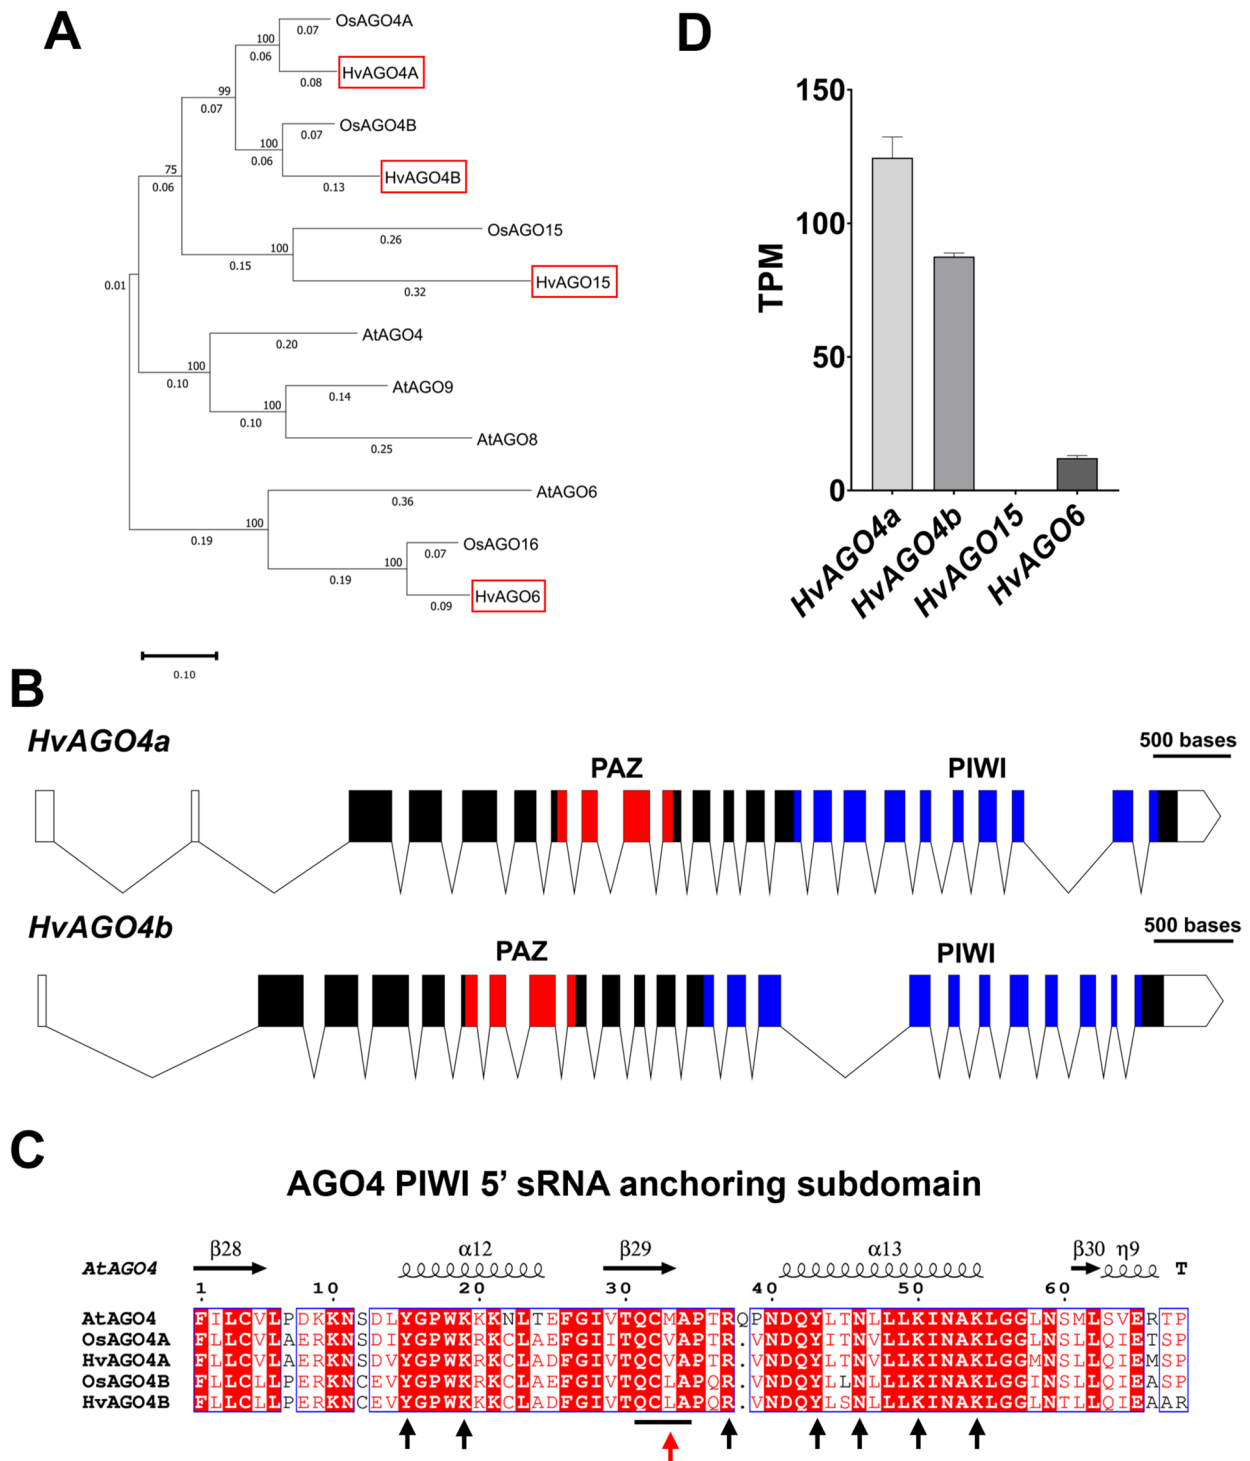 A
OsAGO4A
0.07
100
0.06
HvAGO4A
0.08
99
0.07
OsAGO4B
0.07
100
0.06
HvAGO4B
0.13
75
0.06
OsAGO15
0.26
100
0.15
HvAGO15
0.32
0.01
AtAGO4
0.20
100
0.10
AtAGO9
0.14
100
0.10
AtAGO8
0.25
AtAGO6
0.36
100
0.19
OsAGO16
0.07
100
0.19
HvAGO6
0.09
0.10
D
150
100
50
0
TPM
HvAGO4a
HvAGO4b
HvAGO15
HvAGO6
B
HvAGO4a
PAZ
PIWI
500 bases
HvAGO4b
PAZ
PIWI
500 bases
C
AGO4 PIWI 5’ sRNA anchoring subdomain
β28 α12 β29 α13 β30 η9
AtAGO4 T
1 10 20 30 40 50 60
AtAGO4 FILCVLPDKKNSDLYGPWKKKNLTEFGIVTQCMAPTRQPNDQYLTNLLLKINAKLGGLNSMLSVERTP
OsAGO4A FLLCVLAERKNSDIYGPWKRKCLAEFGIITQCVAPTR.VNDQYITNVLLKINAKLGGLNSLLQIETSP
HvAGO4A FLLCVLAERKNSDVYGPWKRKCLADFGIVTQCVAPTR.VNDQYLTNVLLKINAKLGGMNSLLQIEMSP
OsAGO4B FLLCLLPERKNCEVYGPWKRKCLAEFGIVTQCLAPQR.VNDQYLLNLLLKINAKLGGINSLLQIEASP
HvAGO4B FLLCLLPERKNCEVYGPWKKKCLADFGIVTQCLAPQR.VNDQYLSNLLLKINAKLGGLNTLLQIEAAR